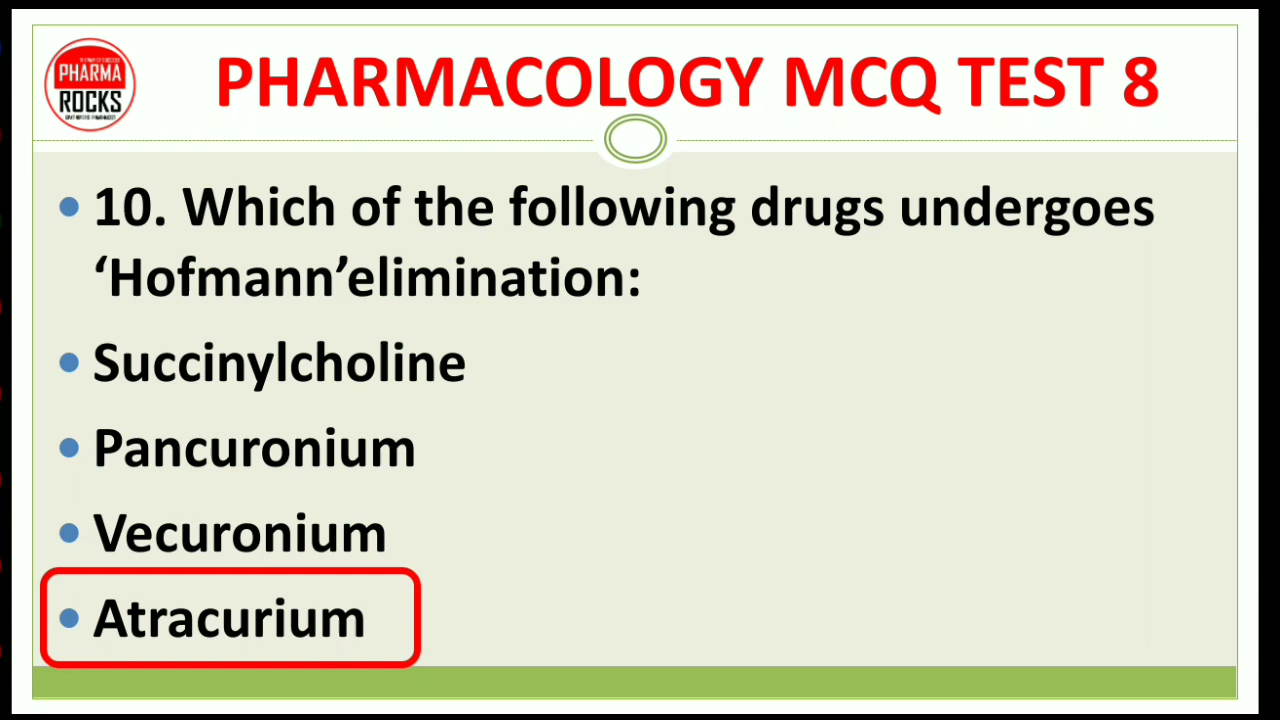 PHARMA
ROCKS
PHARMACOLOGY MCQ TEST 8
• 10. Which of the following drugs undergoes
‘Hofmann’elimination:
• Succinylcholine
• Pancuronium
• Vecuronium
• Atracurium